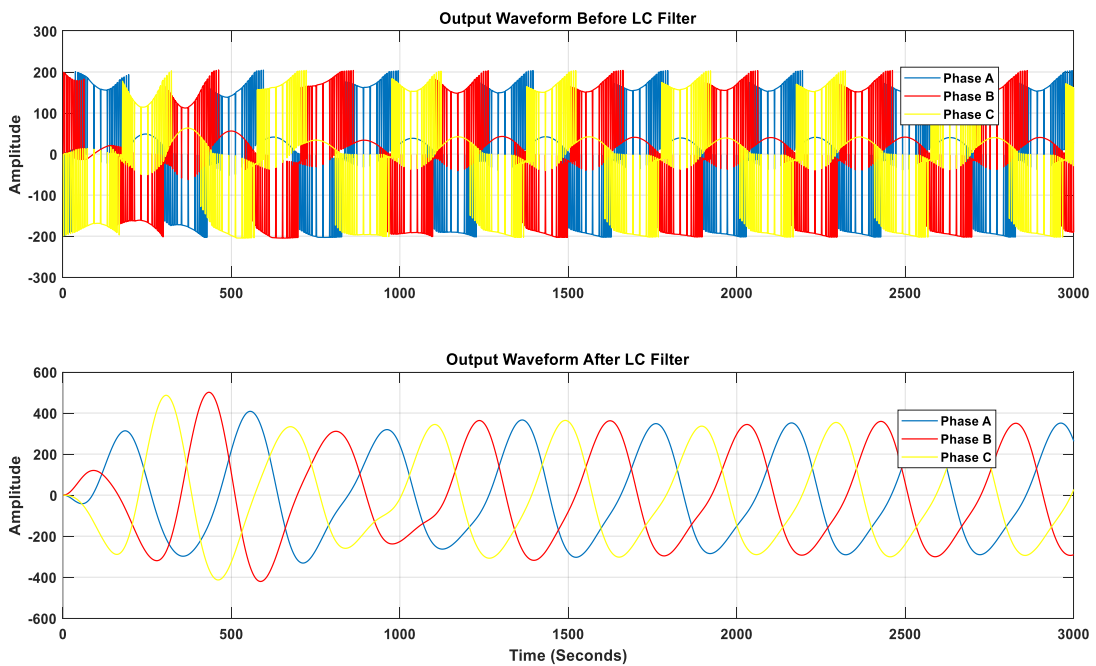 Output Waveform Before LC Filter
300
200
100
0
-100
-200
-300
Amplitude
Phase A
Phase B
Phase C
0 500 1000 1500 2000 2500 3000
Output Waveform After LC Filter
600
400
200
0
-200
-400
-600
Amplitude
Phase A
Phase B
Phase C
0 500 1000 1500 2000 2500 3000
Time (Seconds)